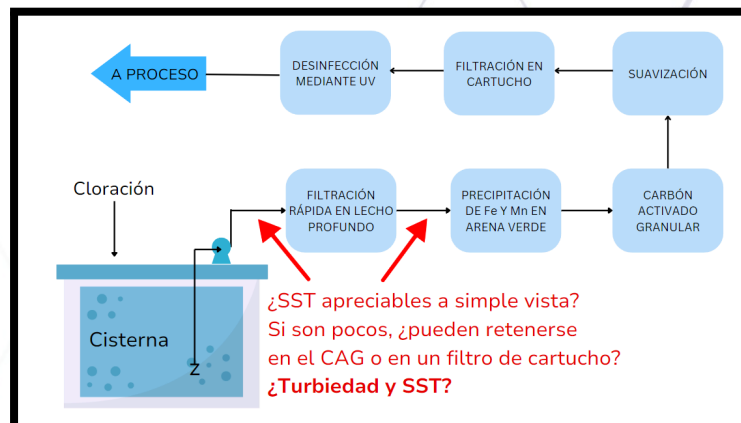 A PROCESO
DESINFECCIÓN
MEDIANTE UV
FILTRACIÓN EN
CARTUCHO
SUAVIZACIÓN
Cloración
FILTRACIÓN
RÁPIDA EN LECHO
PROFUNDO
PRECIPITACIÓN
DE Fe Y Mn EN
ARENA VERDE
CARBÓN
ACTIVADO
GRANULAR
Cisterna
z
¿SST apreciables a simple vista?
Si son pocos, ¿pueden retenerse
en el CAG o en un filtro de cartucho?
¿Turbiedad y SST?